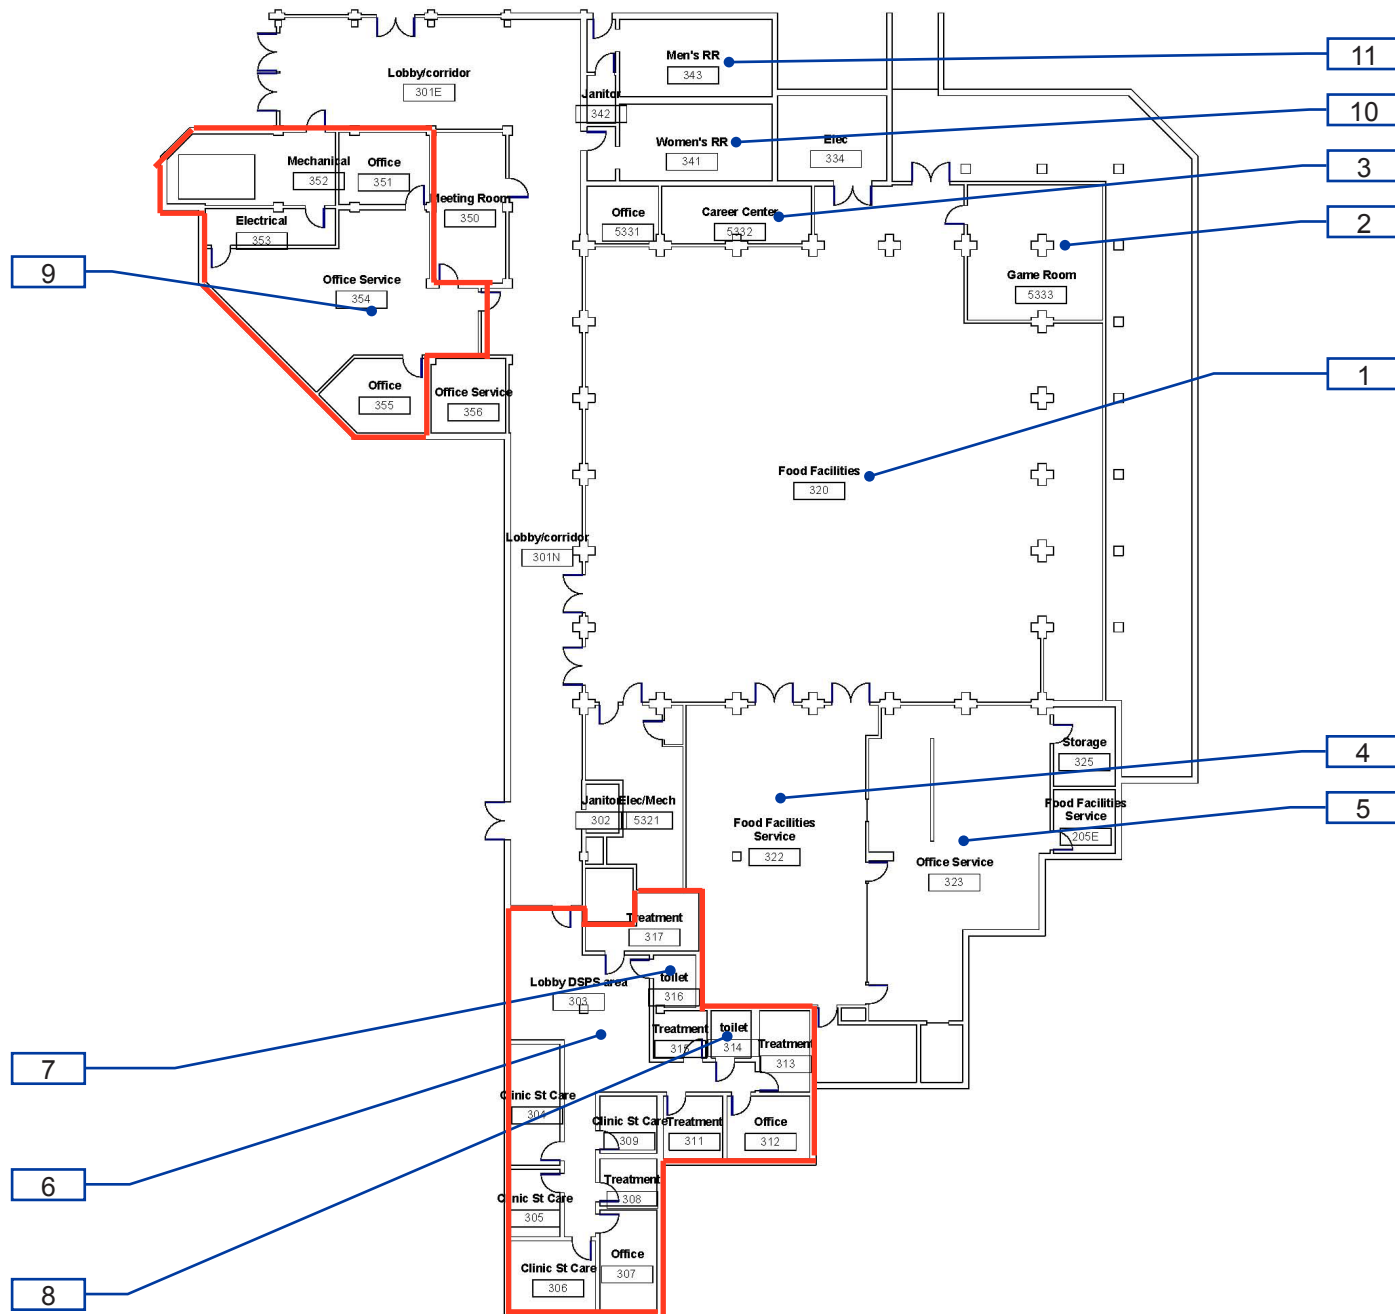 Men's RR
343
11
Lobby/corridor
301E
Janitor
342
10
Women's RR
341
Elec
334
3
Mechanical
352
Office
351
Meeting Room
350
Office
5331
Career Center
5332
2
Electrical
353
Game Room
5333
9
Office Service
354
1
Office
355
Office Service
356
Food Facilities
320
Lobby/corridor
301N
Storage
325
4
Janitor
302
Elec/Mech
5321
Food Facilities
Service
322
Food Facilities
Service
205E
5
Office Service
323
Treatment
317
Lobby DSPS area
303
toilet
316
7
Treatment
315
toilet
314
Treatment
313
Clinic St Care
304
Clinic St Care
309
Treatment
311
Office
312
6
Clinic St Care
305
Treatment
308
Clinic St Care
306
Office
307
8